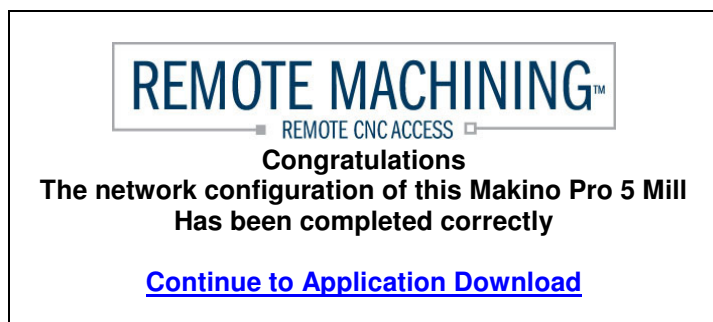 REMOTE MACHINING™
REMOTE CNC ACCESS
Congratulations
The network configuration of this Makino Pro 5 Mill
Has been completed correctly
Continue to Application Download